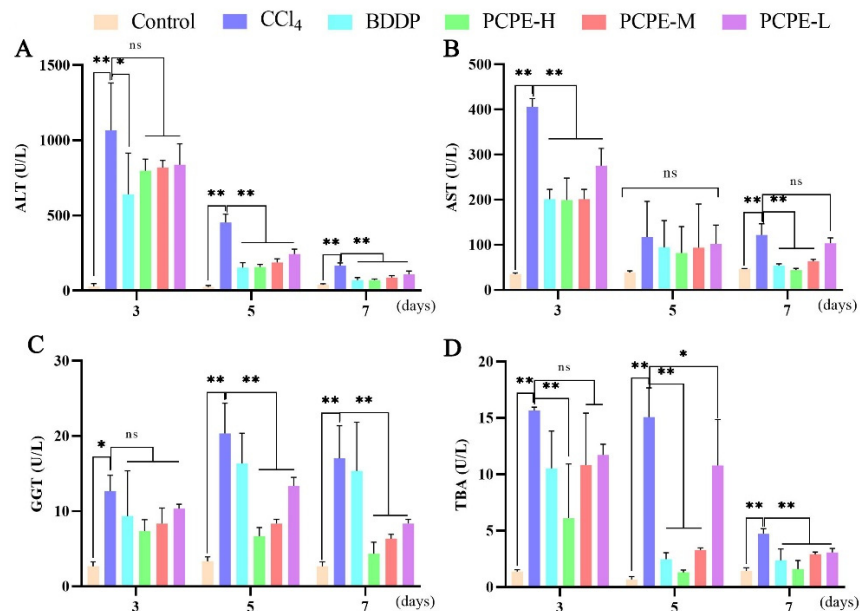 Control CCl4 BDDP PCPE-H PCPE-M PCPE-L
A
ALT (U/L)
1500
1000
500
0
** * ns
** **
** **
3 5 7 (days)
B
AST (U/L)
500
400
300
200
100
0
** **
ns
** ** ns
3 5 7 (days)
C
GGT (U/L)
30
20
10
0
* ns
** **
** **
3 5 7 (days)
D
TBA (U/L)
20
15
10
5
0
** ** ns
** ** *
** **
3 5 7 (days)